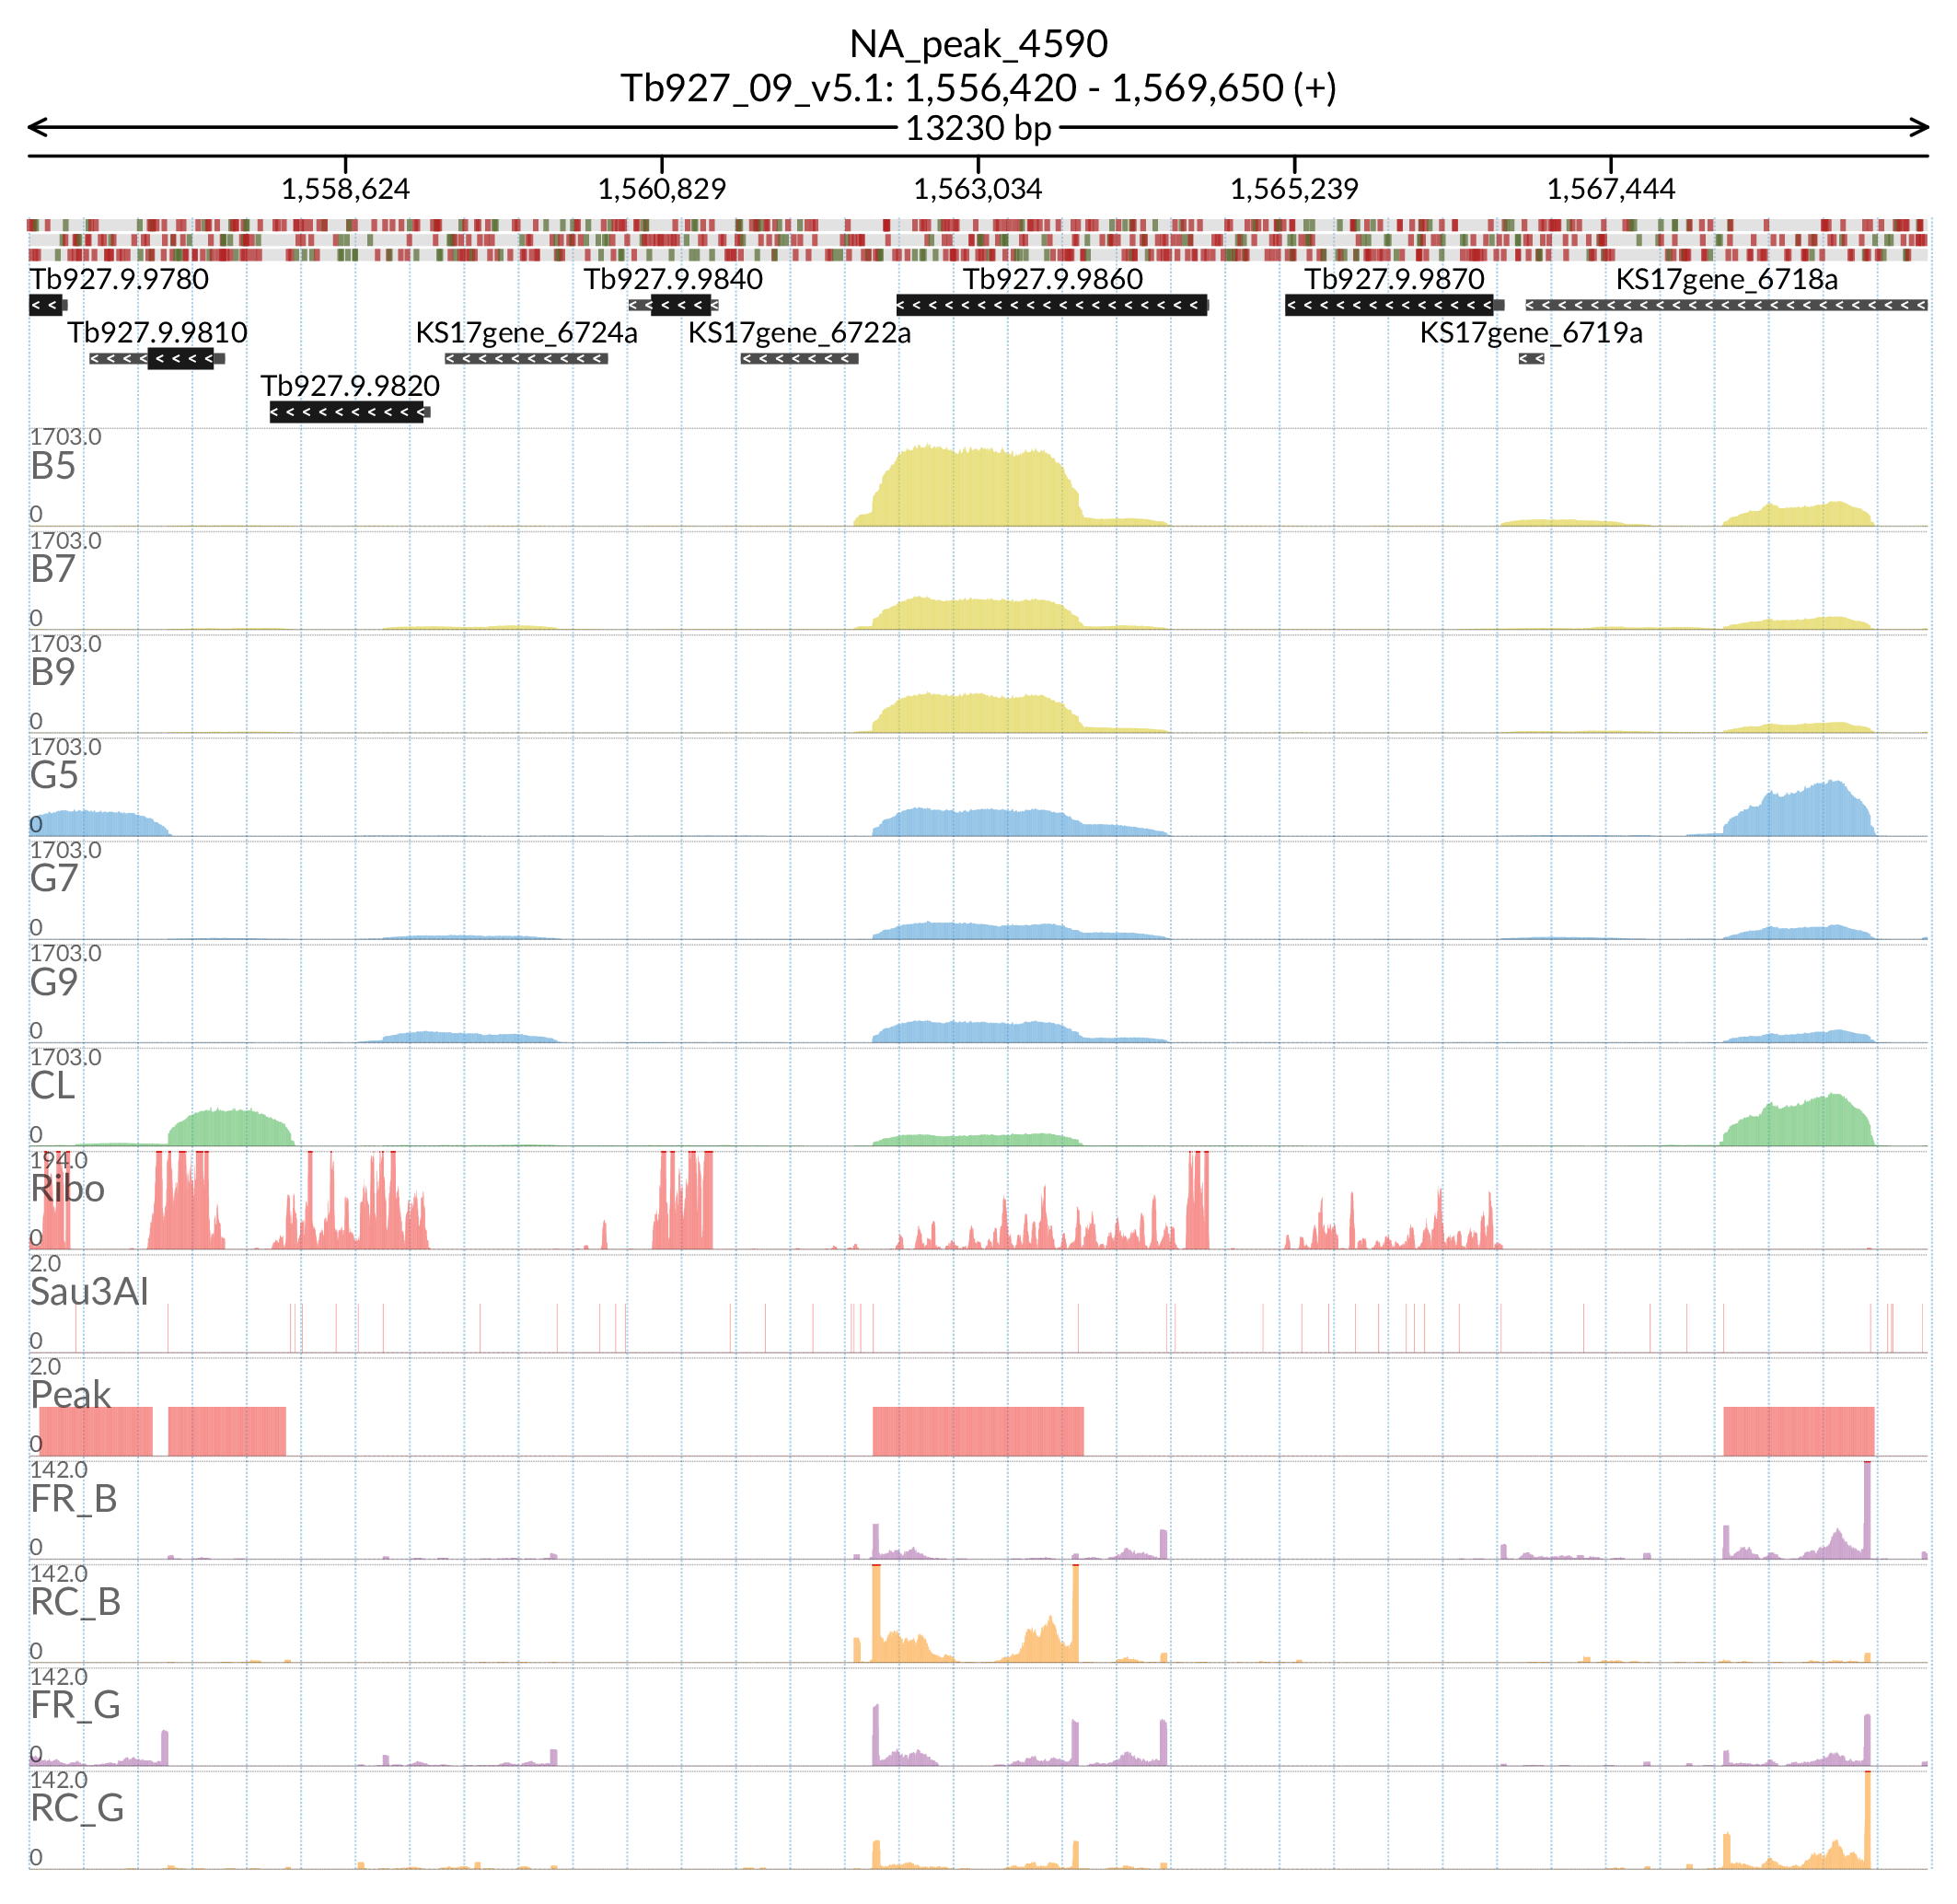 NA_peak_4590
Tb927_09_v5.1: 1,556,420 - 1,569,650 (+)
13230 bp
1,558,624 1,560,829 1,563,034 1,565,239 1,567,444
Tb927.9.9780 Tb927.9.9840 Tb927.9.9860 Tb927.9.9870 KS17gene_6718a
Tb927.9.9810 KS17gene_6724a KS17gene_6722a KS17gene_6719a
Tb927.9.9820
1703.0
B5
0
1703.0
B7
0
1703.0
B9
0
1703.0
G5
0
1703.0
G7
0
1703.0
G9
0
1703.0
CL
0
194.0
Ribo
0
2.0
Sau3AI
0
2.0
Peak
0
142.0
FR_B
0
142.0
RC_B
0
142.0
FR_G
0
142.0
RC_G
0